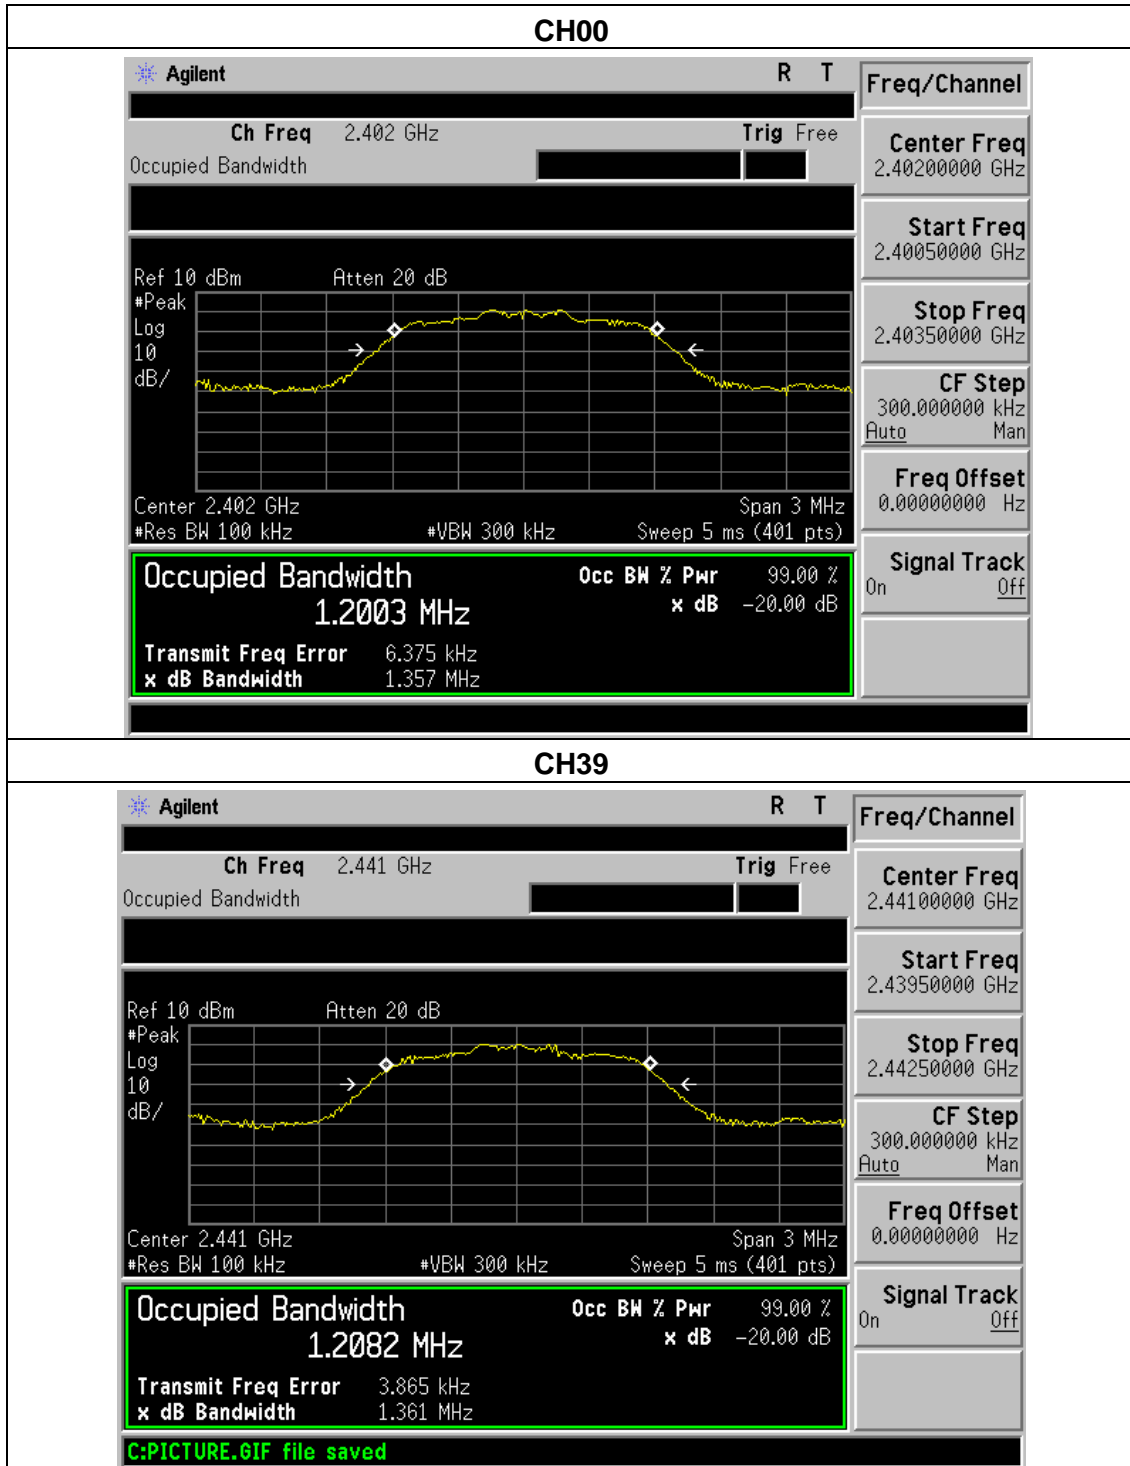 CH00
Agilent R T
Freq/Channel
Ch Freq 2.402 GHz Trig Free
Occupied Bandwidth
Center Freq
2.40200000 GHz
Start Freq
2.40050000 GHz
Stop Freq
2.40350000 GHz
CF Step
300.000000 kHz
Auto Man
Freq Offset
0.00000000 Hz
Signal Track
On Off
Ref 10 dBm Atten 20 dB
#Peak
Log
10
dB/
Center 2.402 GHz Span 3 MHz
#Res BW 100 kHz #VBW 300 kHz Sweep 5 ms (401 pts)
Occupied Bandwidth Occ BW % Pwr 99.00 %
1.2003 MHz x dB -20.00 dB
Transmit Freq Error 6.375 kHz
x dB Bandwidth 1.357 MHz
CH39
Agilent R T
Freq/Channel
Ch Freq 2.441 GHz Trig Free
Occupied Bandwidth
Center Freq
2.44100000 GHz
Start Freq
2.43950000 GHz
Stop Freq
2.44250000 GHz
CF Step
300.000000 kHz
Auto Man
Freq Offset
0.00000000 Hz
Signal Track
On Off
Ref 10 dBm Atten 20 dB
#Peak
Log
10
dB/
Center 2.441 GHz Span 3 MHz
#Res BW 100 kHz #VBW 300 kHz Sweep 5 ms (401 pts)
Occupied Bandwidth Occ BW % Pwr 99.00 %
1.2082 MHz x dB -20.00 dB
Transmit Freq Error 3.865 kHz
x dB Bandwidth 1.361 MHz
C:PICTURE.GIF file saved